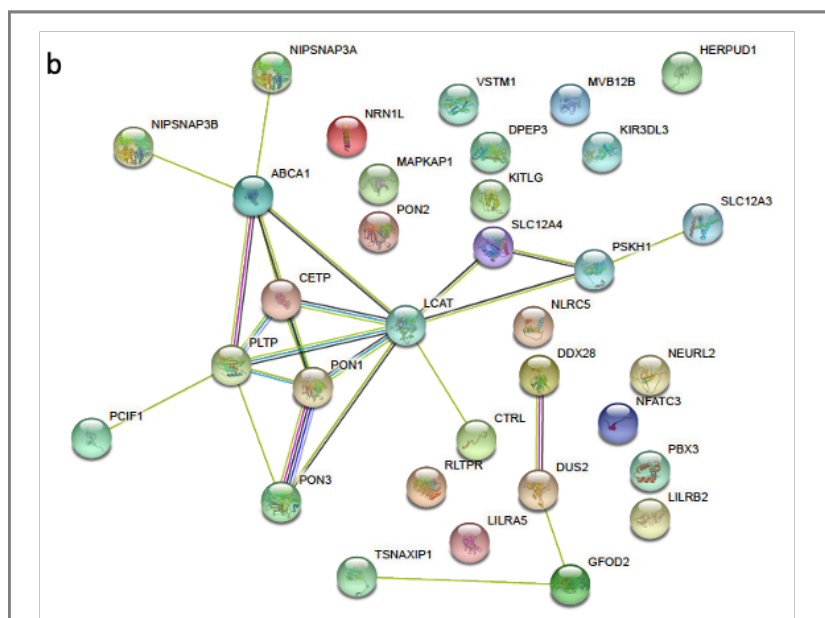 b
NIPSNAP3A
HERPUD1
VSTM1
MVB12B
NIPSNAP3B
NRN1L
DPEP3
KIR3DL3
MAPKAP1
ABCA1
KITLG
PON2
SLC12A4
SLC12A3
PSKH1
CETP
LCAT
NLRC5
PLTP
PON1
DDX28
NEURL2
NFATC3
PCIF1
CTRL
PBX3
RLTPR
DUS2
PON3
LILRB2
LILRA5
TSNAXIP1
GFOD2